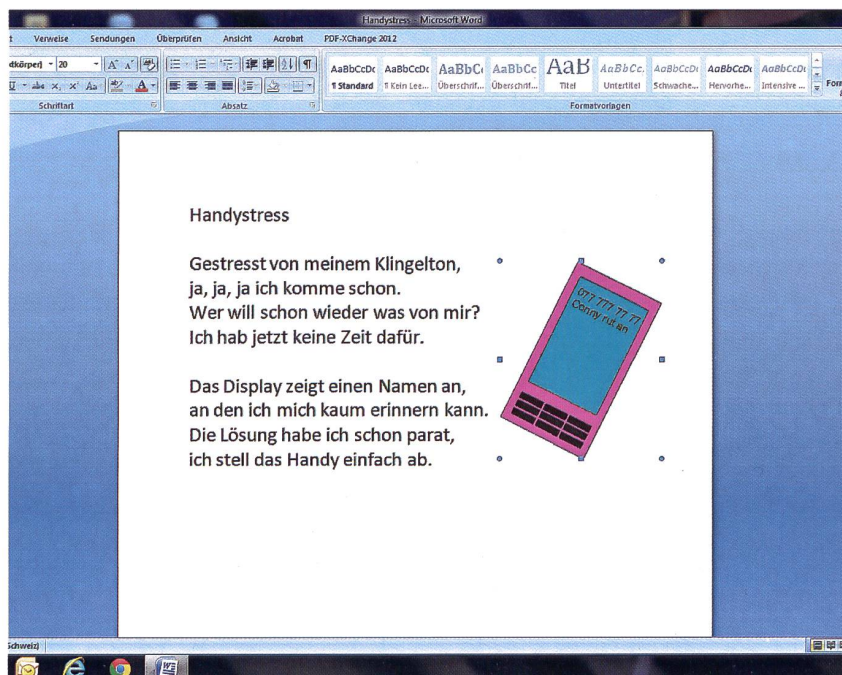 Handystress - Microsoft Word
Verweise Sendungen Überprüfen Ansicht Acrobat PDF-XChange 2012
20
Schriftart Absatz Formatvorlagen
AaBbCcDc AaBbCcDc AaBbC AaBbCc AaB AaBbCc. AaBbCcDi AaBbCcDi AaBbCcDi
¶ Standard ¶ Kein Lee... Überschrif... Überschrif... Titel Untertitel Schwache... Hervorhe... Intensive ...
Handystress
Gestresst von meinem Klingelton,
ja, ja, ja ich komme schon.
Wer will schon wieder was von mir?
Ich hab jetzt keine Zeit dafür.
Das Display zeigt einen Namen an,
an den ich mich kaum erinnern kann.
Die Lösung habe ich schon parat,
ich stell das Handy einfach ab.
077 777 77 77
Conny ruft an
Schweiz)